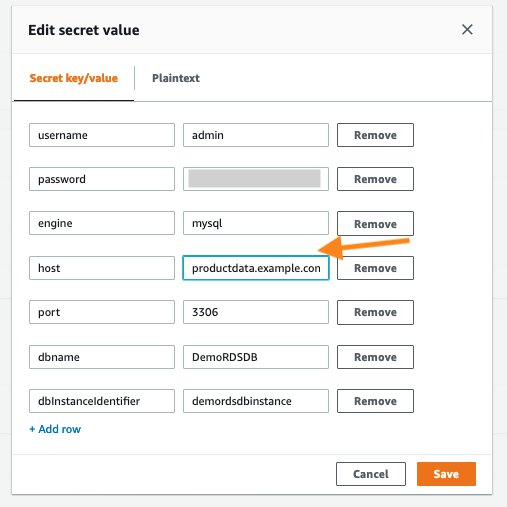 Edit secret value
Secret key/value Plaintext
username admin Remove
password Remove
engine mysql Remove
host productdata.example.con Remove
port 3306 Remove
dbname DemoRDSDB Remove
dbInstanceIdentifier demordsdbinstance Remove
+ Add row
Cancel Save